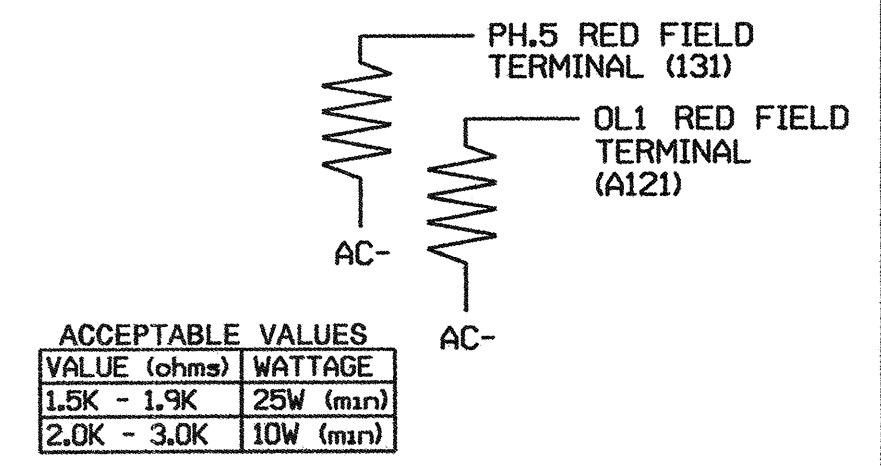 PH.5 RED FIELD
TERMINAL (131)
OL1 RED FIELD
TERMINAL
(A121)
AC-
AC-
ACCEPTABLE VALUES
VALUE (ohms) WATTAGE
1.5K - 1.9K 25W (min)
2.0K - 3.0K 10W (min)